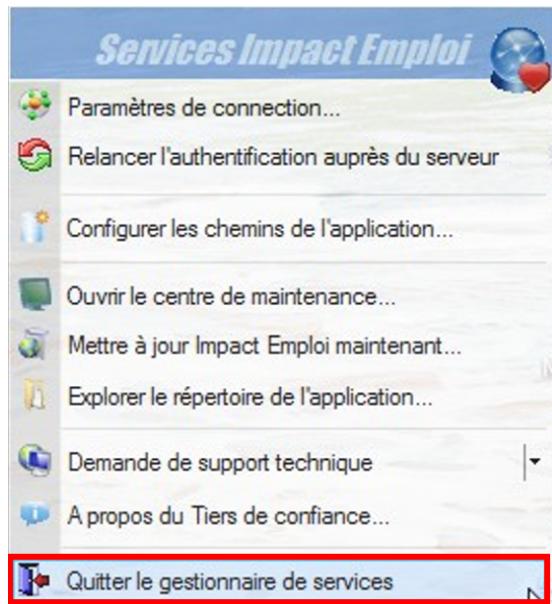 Services Impact Emploi
Paramètres de connection...
Relancer l'authentification auprès du serveur
Configurer les chemins de l'application...
Ouvrir le centre de maintenance...
Mettre à jour Impact Emploi maintenant...
Explorer le répertoire de l'application...
Demande de support technique
A propos du Tiers de confiance...
Quitter le gestionnaire de services